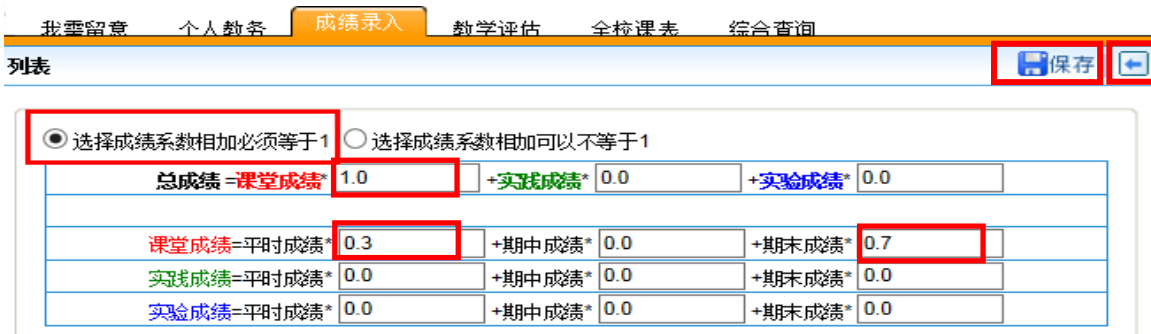 我需留意 个人教务 成绩录入 教学评估 全校课表 综合查询
列表 保存
选择成绩系数相加必须等于1 选择成绩系数相加可以不等于1
总成绩=课堂成绩* 1.0 +实践成绩* 0.0 +实验成绩* 0.0
课堂成绩=平时成绩* 0.3 +期中成绩* 0.0 +期末成绩* 0.7
实践成绩=平时成绩* 0.0 +期中成绩* 0.0 +期末成绩* 0.0
实验成绩=平时成绩* 0.0 +期中成绩* 0.0 +期末成绩* 0.0